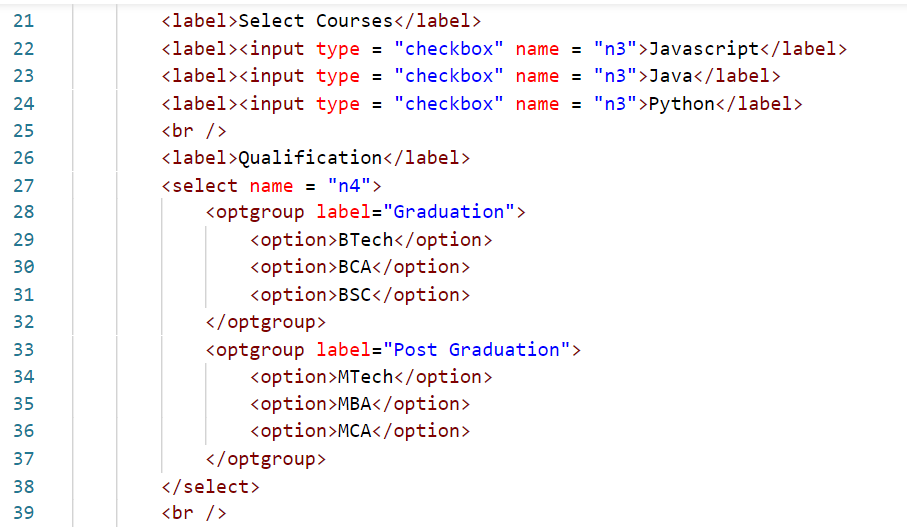 21 <label>Select Courses</label>
22 <label><input type = "checkbox" name = "n3">Javascript</label>
23 <label><input type = "checkbox" name = "n3">Java</label>
24 <label><input type = "checkbox" name = "n3">Python</label>
25 <br />
26 <label>Qualification</label>
27 <select name = "n4">
28 <optgroup label="Graduation">
29 <option>BTech</option>
30 <option>BCA</option>
31 <option>BSC</option>
32 </optgroup>
33 <optgroup label="Post Graduation">
34 <option>MTech</option>
35 <option>MBA</option>
36 <option>MCA</option>
37 </optgroup>
38 </select>
39 <br />